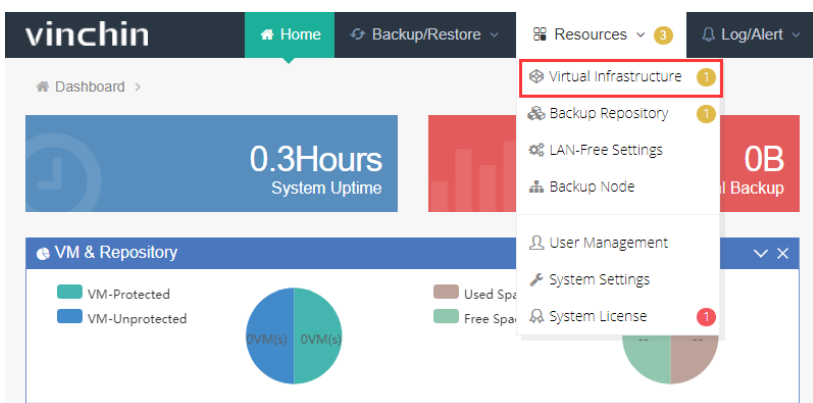 vinchin
Home
Backup/Restore
Resources 3
Log/Alert
Dashboard
Virtual Infrastructure 1
Backup Repository 1
LAN-Free Settings
Backup Node
User Management
System Settings
System License 1
0.3Hours
System Uptime
0B
l Backup
VM & Repository
VM-Protected
VM-Unprotected
0VM(s) 0VM(s)
Used Spa
Free Spac